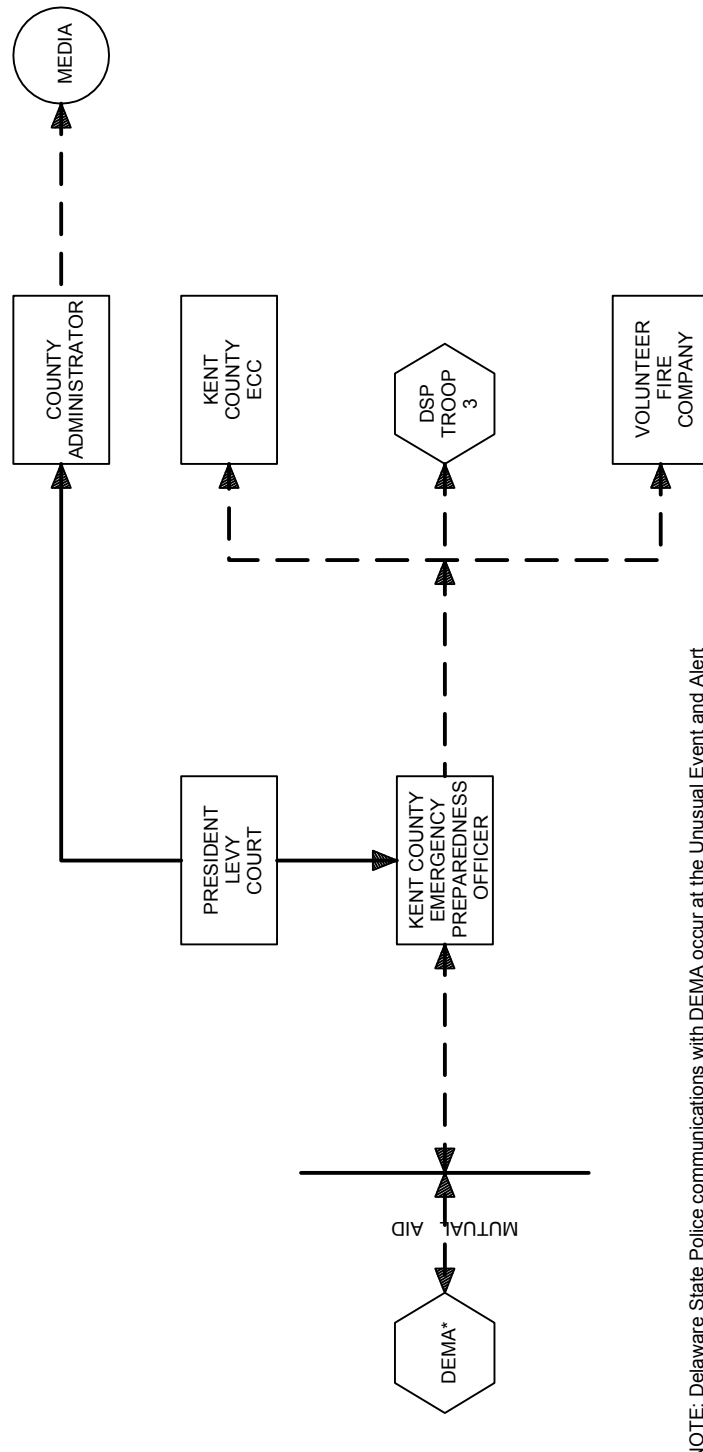 MEDIA
COUNTY
ADMINISTRATOR
KENT
COUNTY
ECC
DSP
TROOP
3
VOLUNTEER
FIRE
COMPANY
PRESIDENT
LEVY
COURT
KENT COUNTY
EMERGENCY
PREPAREDNESS
OFFICER
MUTUAL AID
DEMA*
NOTE: Delaware State Police communications with DEMA occur at the Unusual Event and Alert